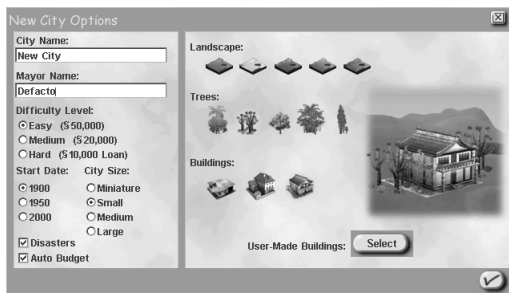 New City Options
City Name:
New City
Mayor Name:
Defacto
Difficulty Level:
Easy (§50,000)
Medium (§20,000)
Hard (§10,000 Loan)
Start Date: City Size:
1900 Miniature
1950 Small
2000 Medium
Large
Disasters
Auto Budget
Landscape:
Trees:
Buildings:
User-Made Buildings: Select